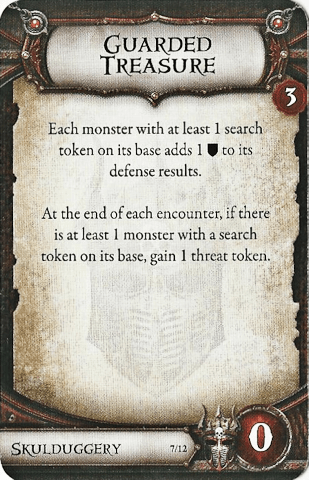 Guarded
Treasure
3
Each monster with at least 1 search
token on its base adds 1 to its
defense results.
At the end of each encounter, if there
is at least 1 monster with a search
token on its base, gain 1 threat token.
Skulduggery 7/12 0